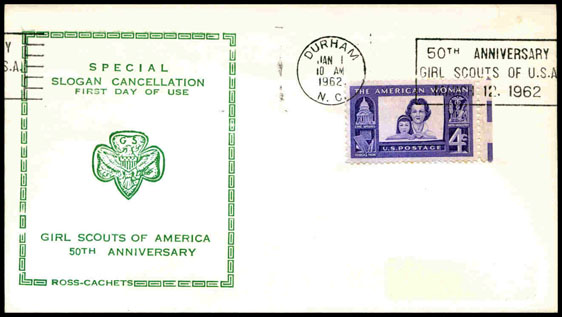 SPECIAL
SLOGAN CANCELLATION
FIRST DAY OF USE
GS
GIRL SCOUTS OF AMERICA
50TH ANNIVERSARY
ROSS-CACHETS
Y
S.A.
DURHAM
JAN 1
10 AM
1962
N. C.
50TH ANNIVERSARY
GIRL SCOUTS OF U.S.A
12, 1962
THE AMERICAN WOMAN
4¢
U.S. POSTAGE